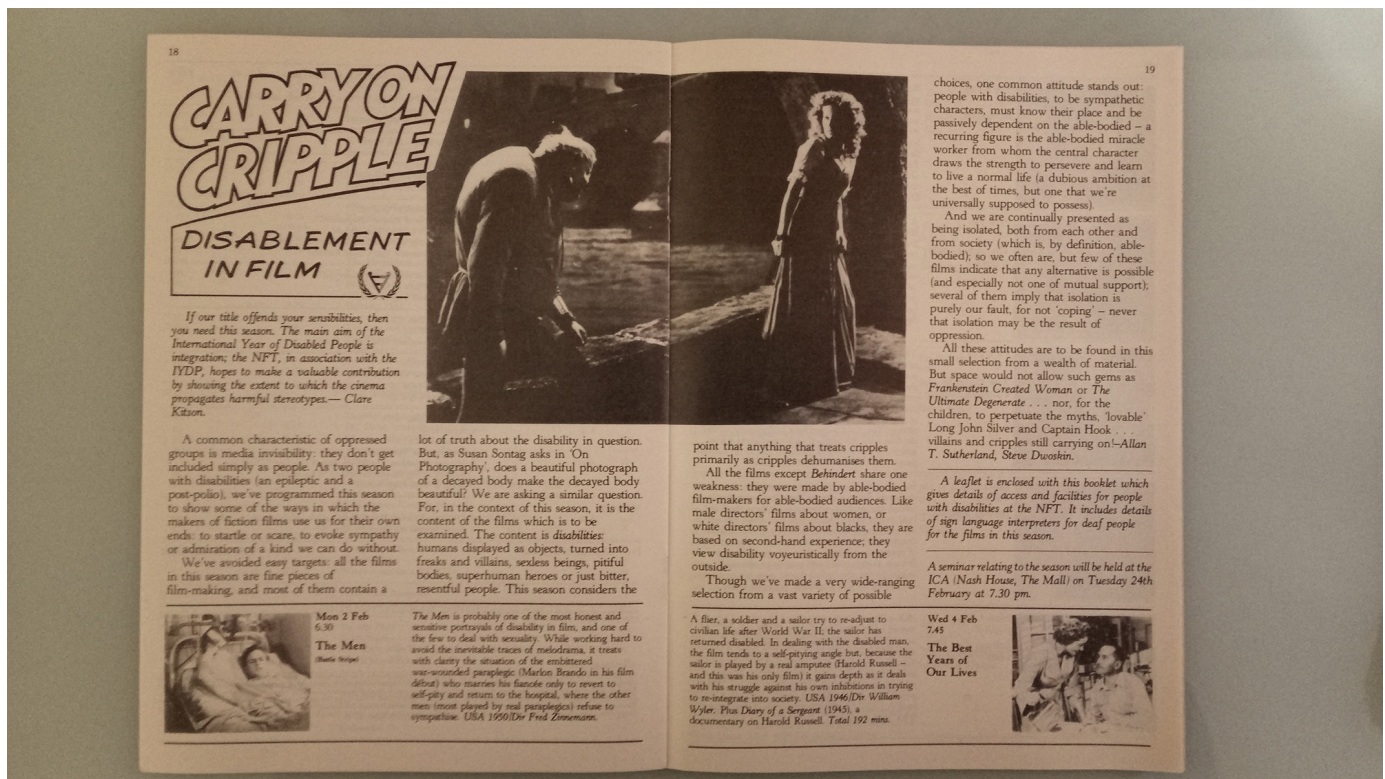 18
CARRY ON
CRIPPLE
DISABLEMENT
IN FILM
If our title offends your sensibilities, then
you need this season. The main aim of the
International Year of Disabled People is
integration; the NFT, in association with the
IYDP, hopes to make a valuable contribution
by showing the extent to which the cinema
propagates harmful stereotypes.— Clare
Kitson.
A common characteristic of oppressed
groups is media invisibility: they don't get
included simply as people. As two people
with disabilities (an epileptic and a
post-polio), we've programmed this season
to show some of the ways in which the
makers of fiction films use us for their own
ends: to startle or scare, to evoke sympathy
or admiration of a kind we can do without.
We've avoided easy targets: all the films
in this season are fine pieces of
film-making, and most of them contain a
lot of truth about the disability in question.
But, as Susan Sontag asks in 'On
Photography', does a beautiful photograph
of a decayed body make the decayed body
beautiful? We are asking a similar question.
For, in the context of this season, it is the
content of the films which is to be
examined. The content is disabilities:
humans displayed as objects, turned into
freaks and villains, sexless beings, pitiful
bodies, superhuman heroes or just bitter,
resentful people. This season considers the
point that anything that treats cripples
primarily as cripples dehumanises them.
All the films except Behindert share one
weakness: they were made by able-bodied
film-makers for able-bodied audiences. Like
male directors' films about women, or
white directors' films about blacks, they are
based on second-hand experience; they
view disability voyeuristically from the
outside.
Though we've made a very wide-ranging
selection from a vast variety of possible
19
choices, one common attitude stands out:
people with disabilities, to be sympathetic
characters, must know their place and be
passively dependent on the able-bodied – a
recurring figure is the able-bodied miracle
worker from whom the central character
draws the strength to persevere and learn
to live a normal life (a dubious ambition at
the best of times, but one that we're
universally supposed to possess).
And we are continually presented as
being isolated, both from each other and
from society (which is, by definition, able-
bodied); so we often are, but few of these
films indicate that any alternative is possible
(and especially not one of mutual support);
several of them imply that isolation is
purely our fault, for not 'coping' – never
that isolation may be the result of
oppression.
All these attitudes are to be found in this
small selection from a wealth of material.
But space would not allow such gems as
Frankenstein Created Woman or The
Ultimate Degenerate . . . nor, for the
children, to perpetuate the myths, 'lovable'
Long John Silver and Captain Hook . . .
villains and cripples still carrying on!–Allan
T. Sutherland, Steve Dwoskin.
A leaflet is enclosed with this booklet which
gives details of access and facilities for people
with disabilities at the NFT. It includes details
of sign language interpreters for deaf people
for the films in this season.
A seminar relating to the season will be held at the
ICA (Nash House, The Mall) on Tuesday 24th
February at 7.30 pm.
Mon 2 Feb
6.30
The Men
(Battle Stripe)
The Men is probably one of the most honest and
sensitive portrayals of disability in film, and one of
the few to deal with sexuality. While working hard to
avoid the inevitable traces of melodrama, it treats
with clarity the situation of the embittered
war-wounded paraplegic (Marlon Brando in his film
début) who marries his fiancée only to revert to
self-pity and return to the hospital, where the other
men (most played by real paraplegics) refuse to
sympathise. USA 1950/Dir Fred Zinnemann.
A flier, a soldier and a sailor try to re-adjust to
civilian life after World War II; the sailor has
returned disabled. In dealing with the disabled man,
the film tends to a self-pitying angle but, because the
sailor is played by a real amputee (Harold Russell –
and this was his only film) it gains depth as it deals
with his struggle against his own inhibitions in trying
to re-integrate into society. USA 1946/Dir William
Wyler. Plus Diary of a Sergeant (1945), a
documentary on Harold Russell. Total 192 mins.
Wed 4 Feb
7.45
The Best
Years of
Our Lives